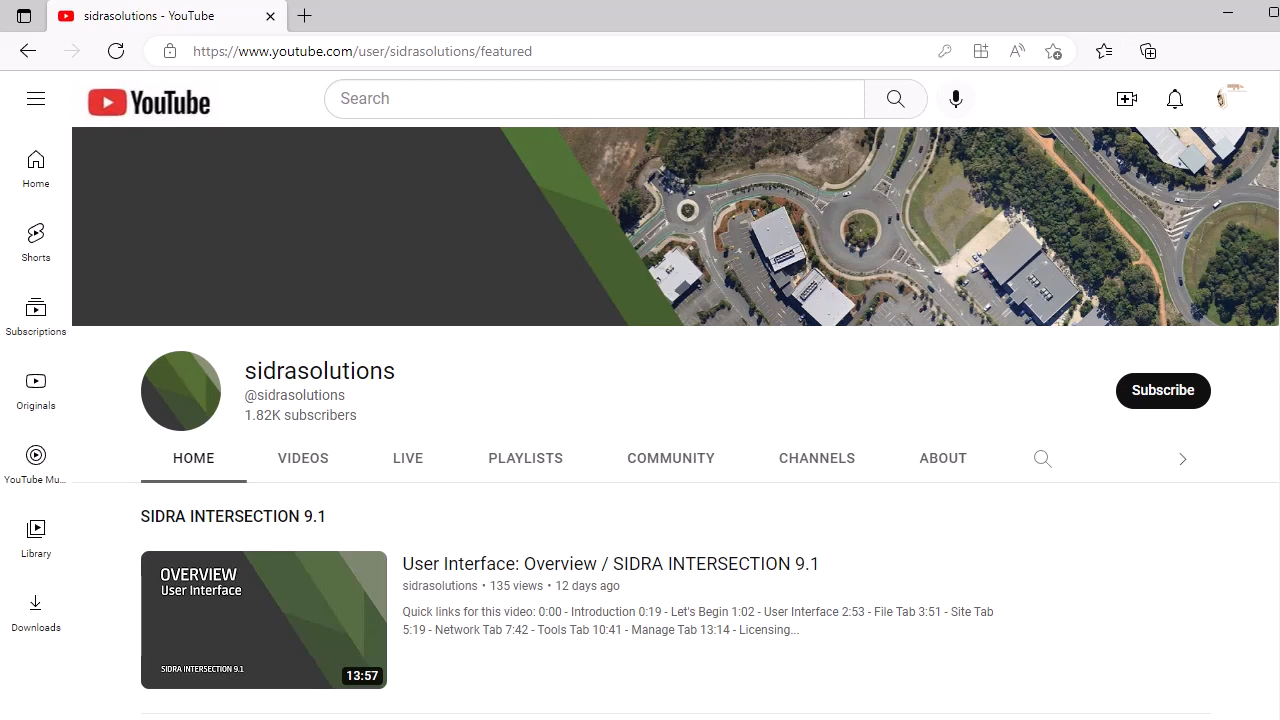 sidrasolutions - YouTube
https://www.youtube.com/user/sidrasolutions/featured
YouTube
Search
Home
Shorts
Subscriptions
Originals
YouTube Mu...
Library
Downloads
sidrasolutions
@sidrasolutions
1.82K subscribers
Subscribe
HOME VIDEOS LIVE PLAYLISTS COMMUNITY CHANNELS ABOUT
SIDRA INTERSECTION 9.1
OVERVIEW
User Interface
SIDRA INTERSECTION 9.1
13:57
User Interface: Overview / SIDRA INTERSECTION 9.1
sidrasolutions • 135 views • 12 days ago
Quick links for this video: 0:00 - Introduction 0:19 - Let's Begin 1:02 - User Interface 2:53 - File Tab 3:51 - Site Tab
5:19 - Network Tab 7:42 - Tools Tab 10:41 - Manage Tab 13:14 - Licensing...